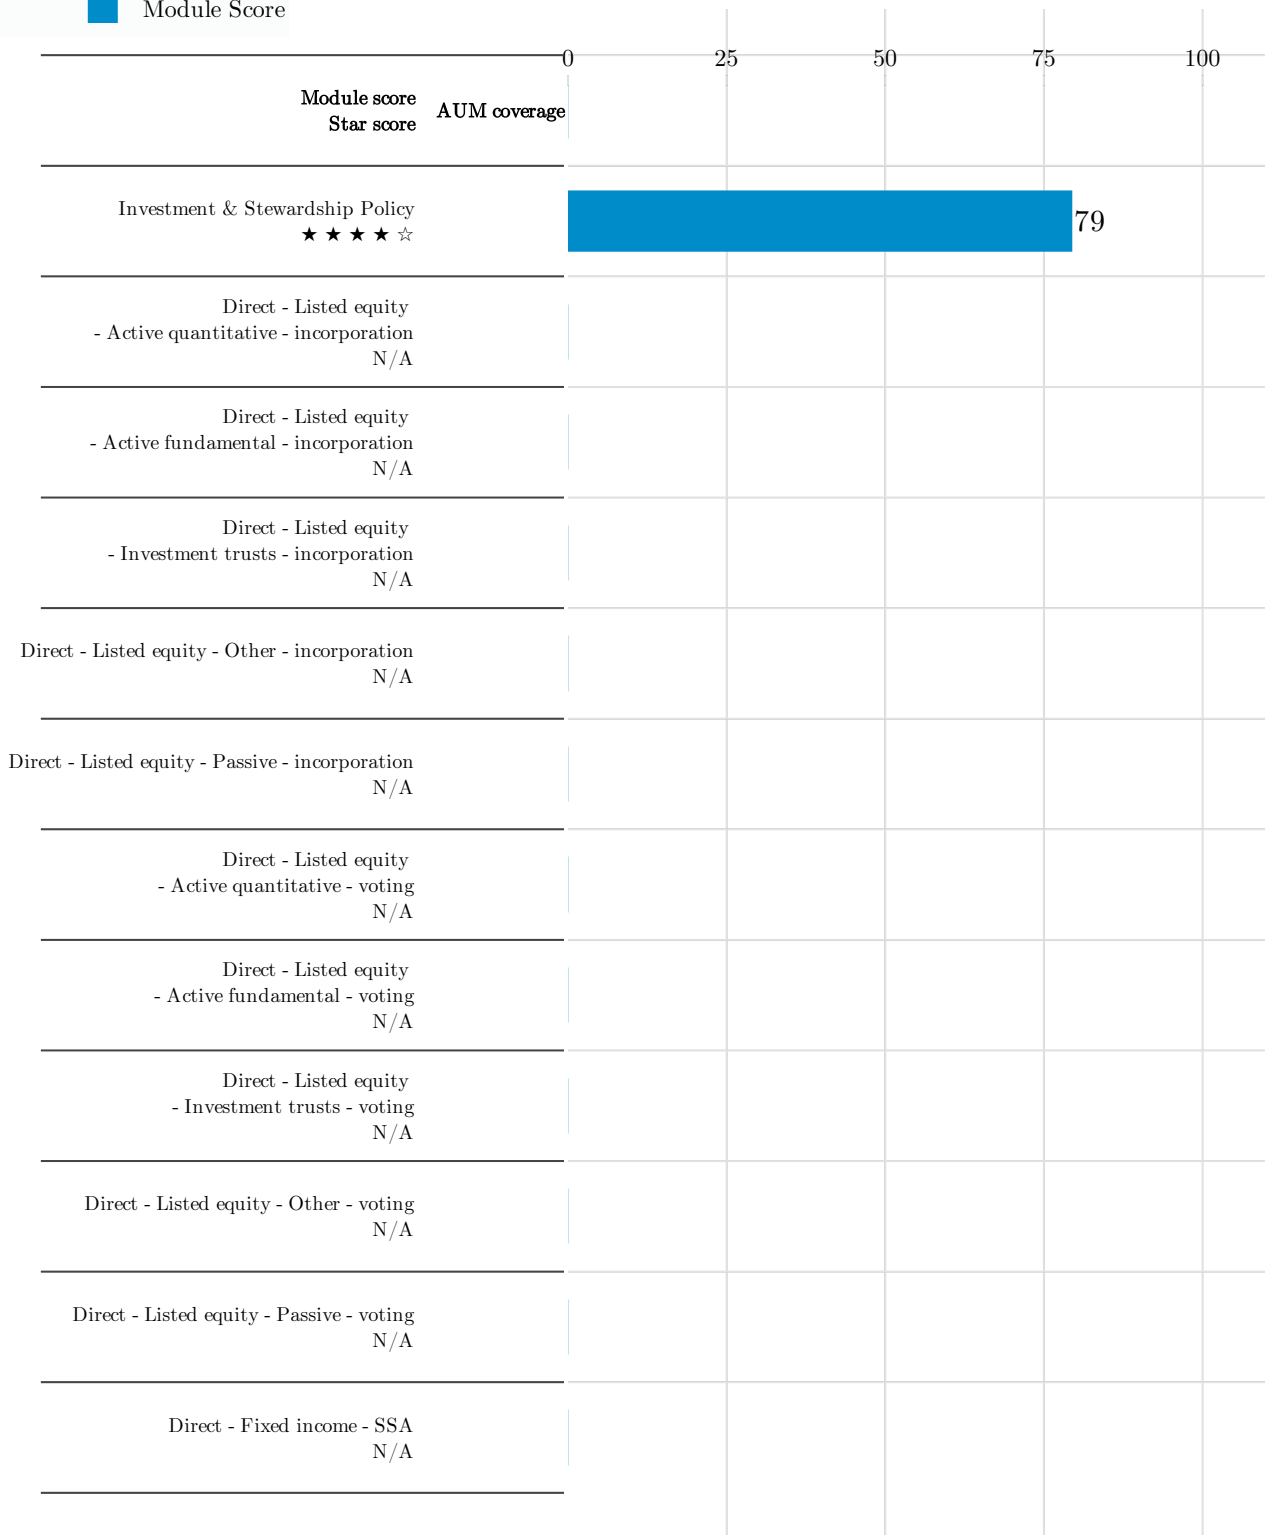 Module Score
0 25 50 75 100
Module score
Star score
AUM coverage
Investment & Stewardship Policy
★ ★ ★ ★ ☆
79
Direct - Listed equity
- Active quantitative - incorporation
N/A
Direct - Listed equity
- Active fundamental - incorporation
N/A
Direct - Listed equity
- Investment trusts - incorporation
N/A
Direct - Listed equity - Other - incorporation
N/A
Direct - Listed equity - Passive - incorporation
N/A
Direct - Listed equity
- Active quantitative - voting
N/A
Direct - Listed equity
- Active fundamental - voting
N/A
Direct - Listed equity
- Investment trusts - voting
N/A
Direct - Listed equity - Other - voting
N/A
Direct - Listed equity - Passive - voting
N/A
Direct - Fixed income - SSA
N/A